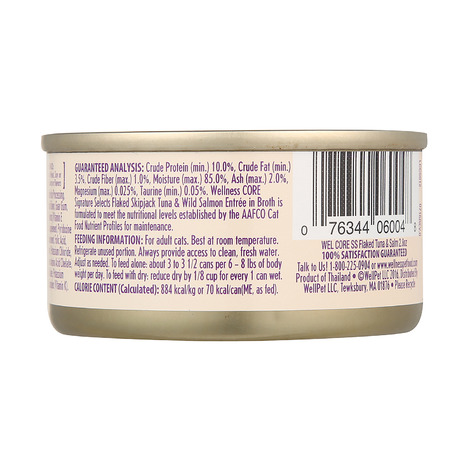 GUARANTEED ANALYSIS: Crude Protein (min.) 10.0%, Crude Fat (min.)
3.5%, Crude Fiber (max.) 1.0%, Moisture (max.) 85.0%, Ash (max.) 2.0%,
Magnesium (max.) 0.025%, Taurine (min.) 0.05%. Wellness CORE
Signature Selects Flaked Skipjack Tuna & Wild Salmon Entrée in Broth is
formulated to meet the nutritional levels established by the AAFCO Cat
Food Nutrient Profiles for maintenance.
FEEDING INFORMATION: For adult cats. Best at room temperature.
Refrigerate unused portion. Always provide access to clean, fresh water.
Adjust as needed. To feed alone: about 3 to 3 1/2 cans per 6 – 8 lbs of body
weight per day. To feed with dry: reduce dry by 1/8 cup for every 1 can wet.
CALORIE CONTENT (Calculated): 884 kcal/kg or 70 kcal/can(ME, as fed).
0 76344 06004
WEL CORE SS Flaked Tuna & Salm 2.8oz
100% SATISFACTION GUARANTEED
Talk to Us! 1-800-225-0904 or www.wellnesspetfood.com
Product of Thailand • ©WellPet LLC 2016. Distributed By
WellPet LLC, Tewksbury, MA 01876 • Please Recycle